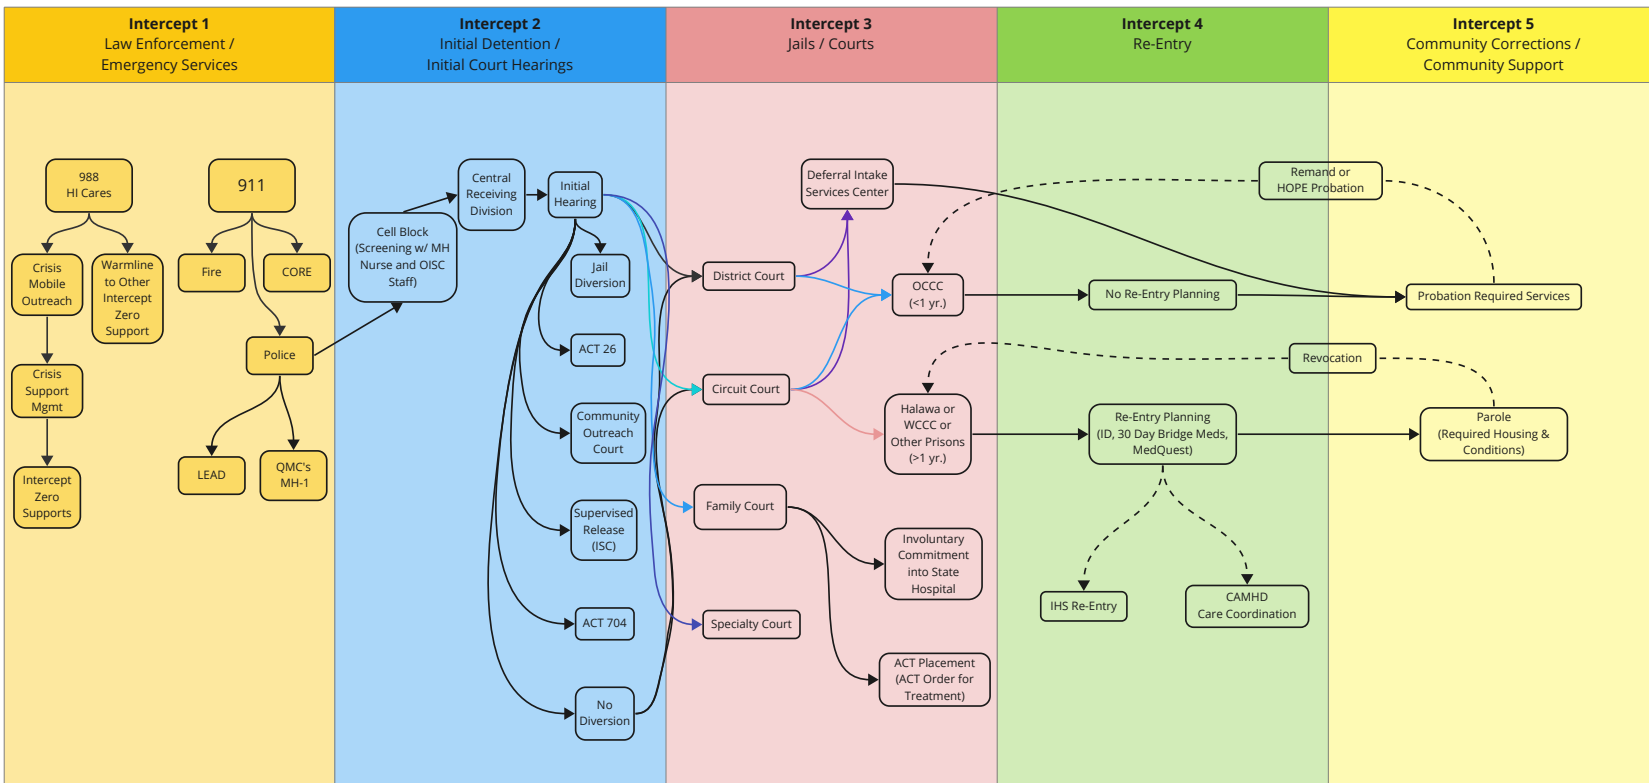 Intercept 1
Law Enforcement /
Emergency Services
Intercept 2
Initial Detention /
Initial Court Hearings
Intercept 3
Jails / Courts
Intercept 4
Re-Entry
Intercept 5
Community Corrections /
Community Support
988
HI Cares
911
Crisis
Mobile
Outreach
Warmline
to Other
Intercept
Zero
Support
Fire
CORE
Police
Crisis
Support
Mgmt
Intercept
Zero
Supports
LEAD
QMC's
MH-1
Cell Block
(Screening w/ MH
Nurse and OISC
Staff)
Central
Receiving
Division
Initial
Hearing
Jail
Diversion
ACT 26
Community
Outreach
Court
Supervised
Release
(ISC)
ACT 704
No
Diversion
Deferral Intake
Services Center
District Court
OCCC
(<1 yr.)
Circuit Court
Halawa or
WCCC or
Other Prisons
(>1 yr.)
Family Court
Involuntary
Commitment
into State
Hospital
Specialty Court
ACT Placement
(ACT Order for
Treatment)
Remand or
HOPE Probation
No Re-Entry Planning
Probation Required Services
Revocation
Re-Entry Planning
(ID, 30 Day Bridge Meds,
MedQuest)
Parole
(Required Housing &
Conditions)
IHS Re-Entry
CAMHD
Care Coordination